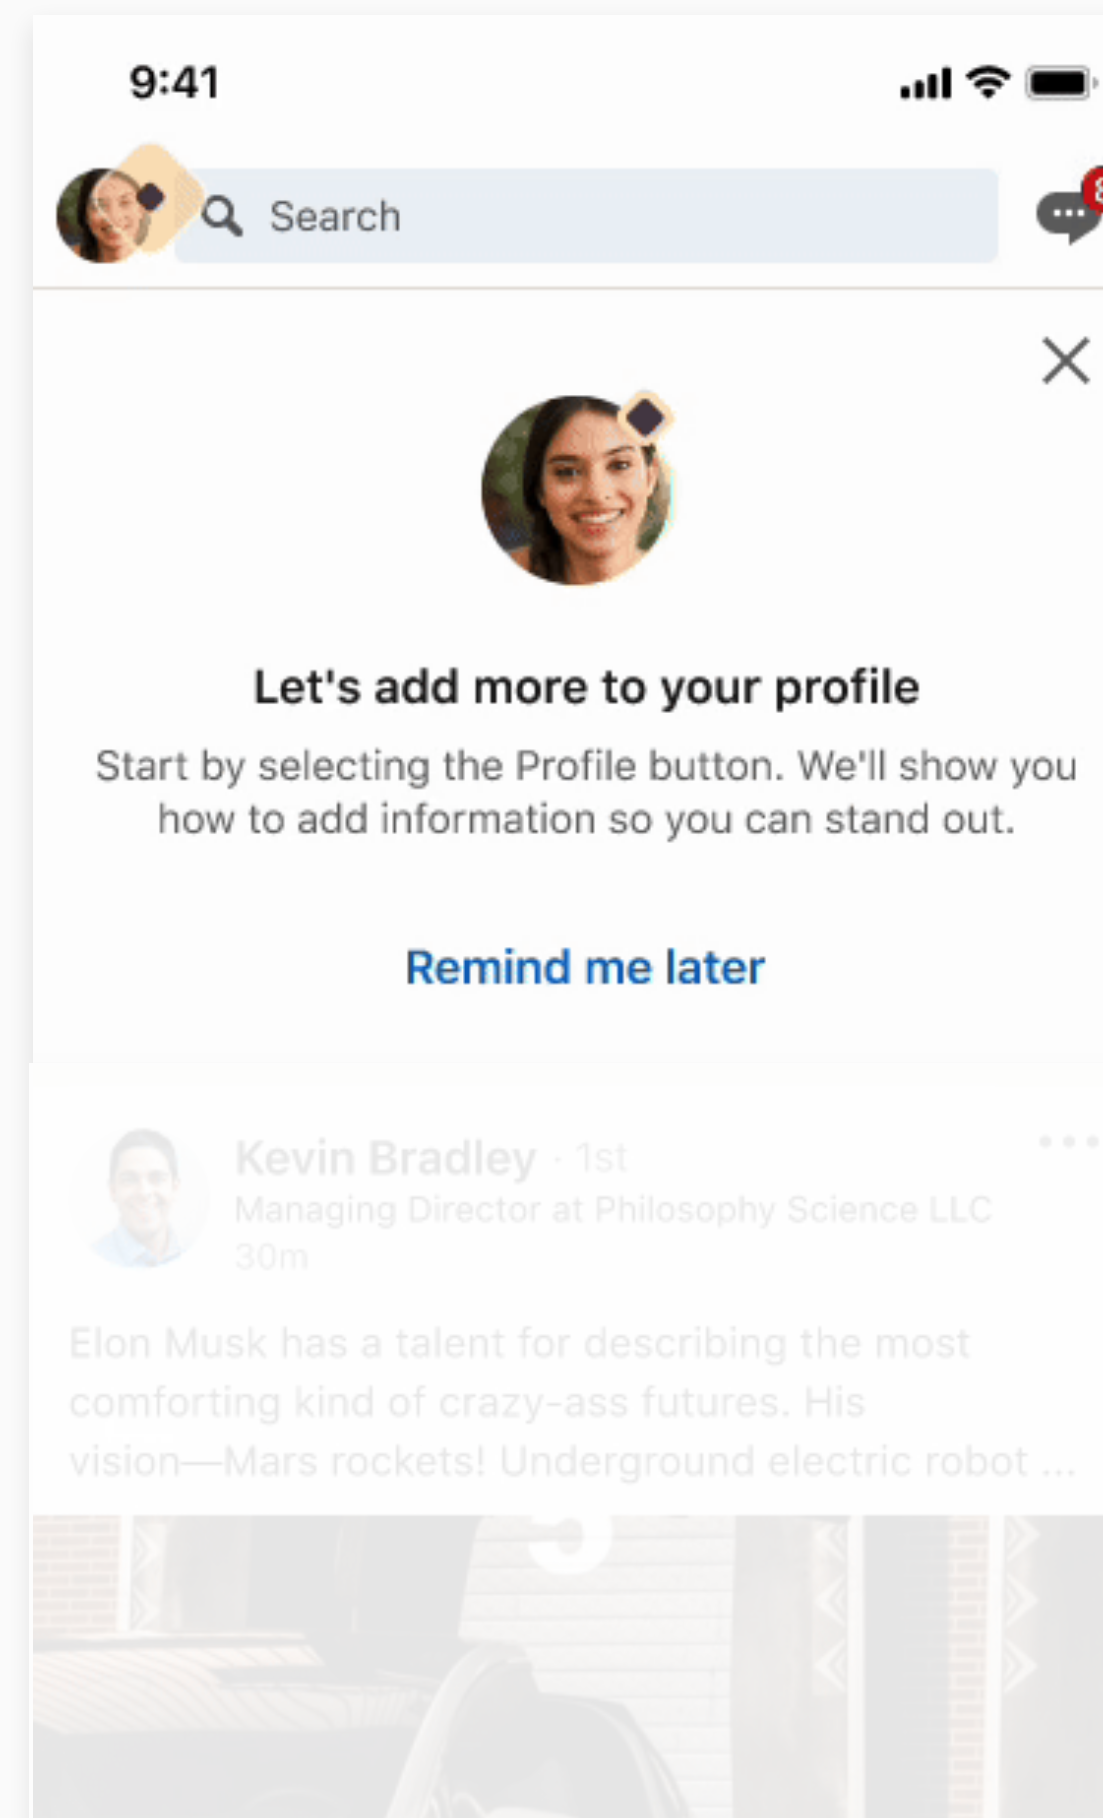 9:41
Search
Let's add more to your profile
Start by selecting the Profile button. We'll show you
how to add information so you can stand out.
Remind me later
Kevin Bradley · 1st
Managing Director at Philosophy Science LLC
30m
Elon Musk has a talent for describing the most
comforting kind of crazy-ass futures. His
vision—Mars rockets! Underground electric robot ...